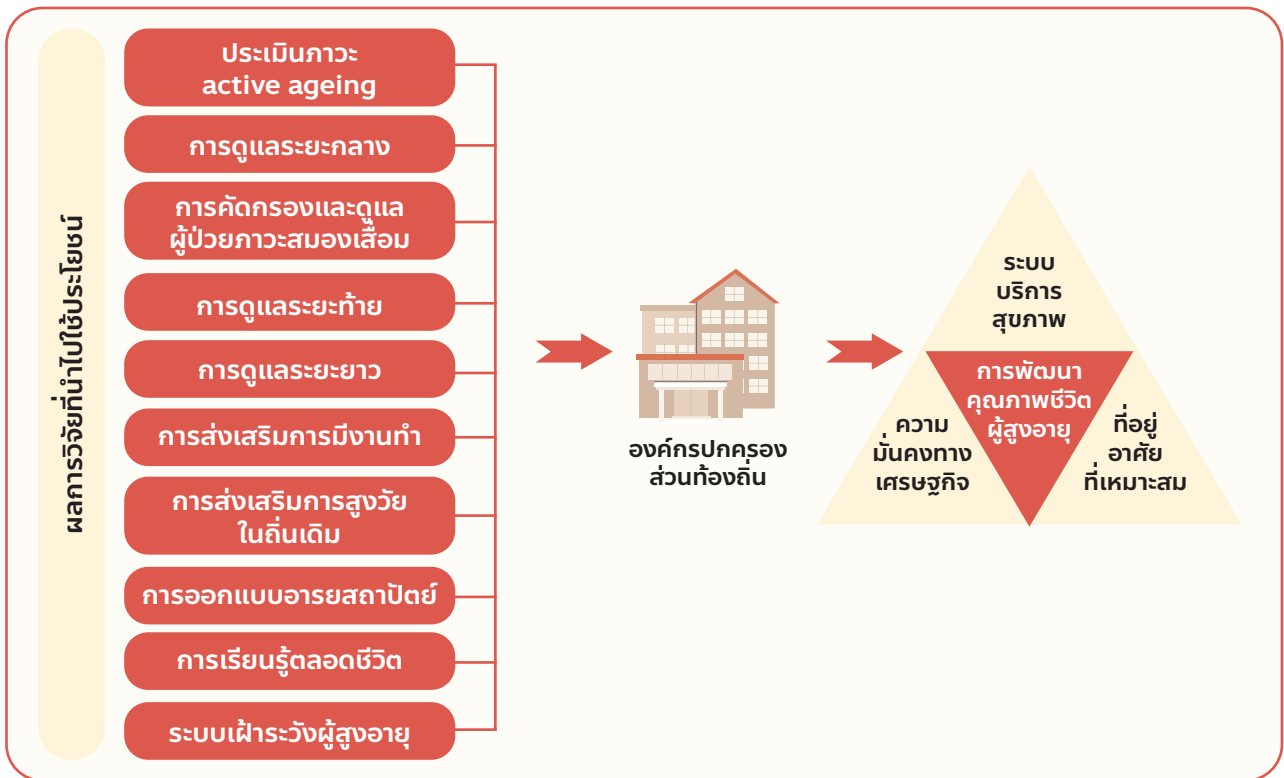 ผลการวิจัยที่นำไปใช้ประโยชน์
ประเมินภาวะ
active ageing
การดูแลระยะกลาง
การคัดกรองและดูแล
ผู้ป่วยภาวะสมองเสื่อม
การดูแลระยะท้าย
การดูแลระยะยาว
การส่งเสริมการมีงานทำ
การส่งเสริมการสูงวัย
ในถิ่นเดิม
การออกแบบอารยสถาปัตย์
การเรียนรู้ตลอดชีวิต
ระบบเฝ้าระวังผู้สูงอายุ
องค์กรปกครอง
ส่วนท้องถิ่น
ระบบ
บริการ
สุขภาพ
การพัฒนา
คุณภาพชีวิต
ผู้สูงอายุ
ความ
มั่นคงทาง
เศรษฐกิจ
ที่อยู่
อาศัย
ที่เหมาะสม